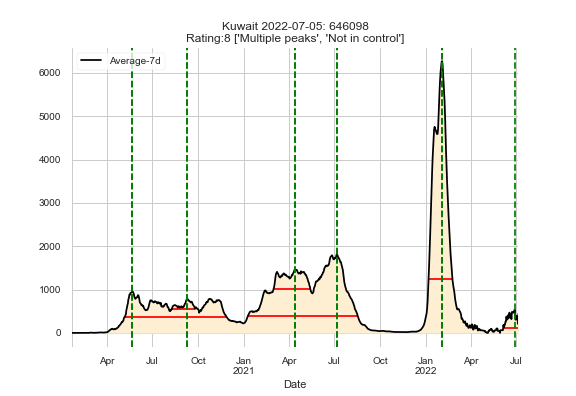 Kuwait 2022-07-05: 646098
Rating:8 ['Multiple peaks', 'Not in control']
Average-7d
6000
5000
4000
3000
2000
1000
0
Apr Jul Oct Jan Apr Jul Oct Jan Apr Jul
2021 2022
Date